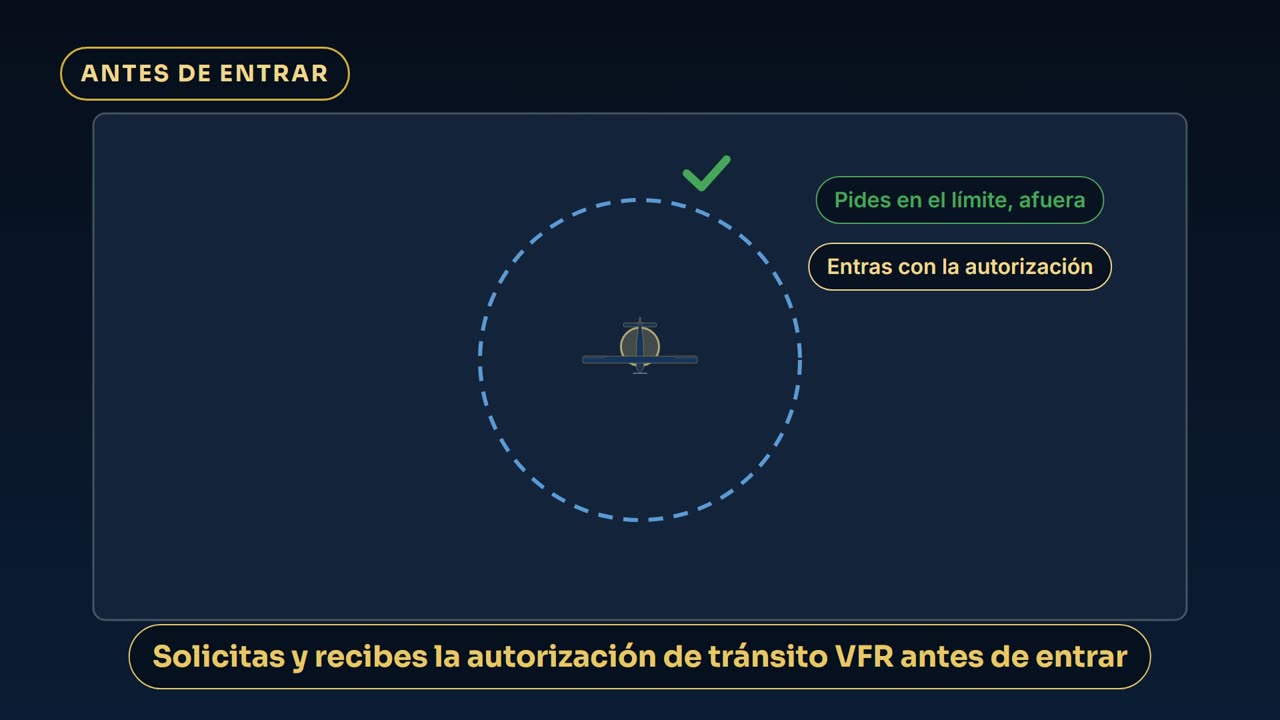 ANTES DE ENTRAR
Pides en el límite, afuera
Entras con la autorización
Solicitas y recibes la autorización de tránsito VFR antes de entrar